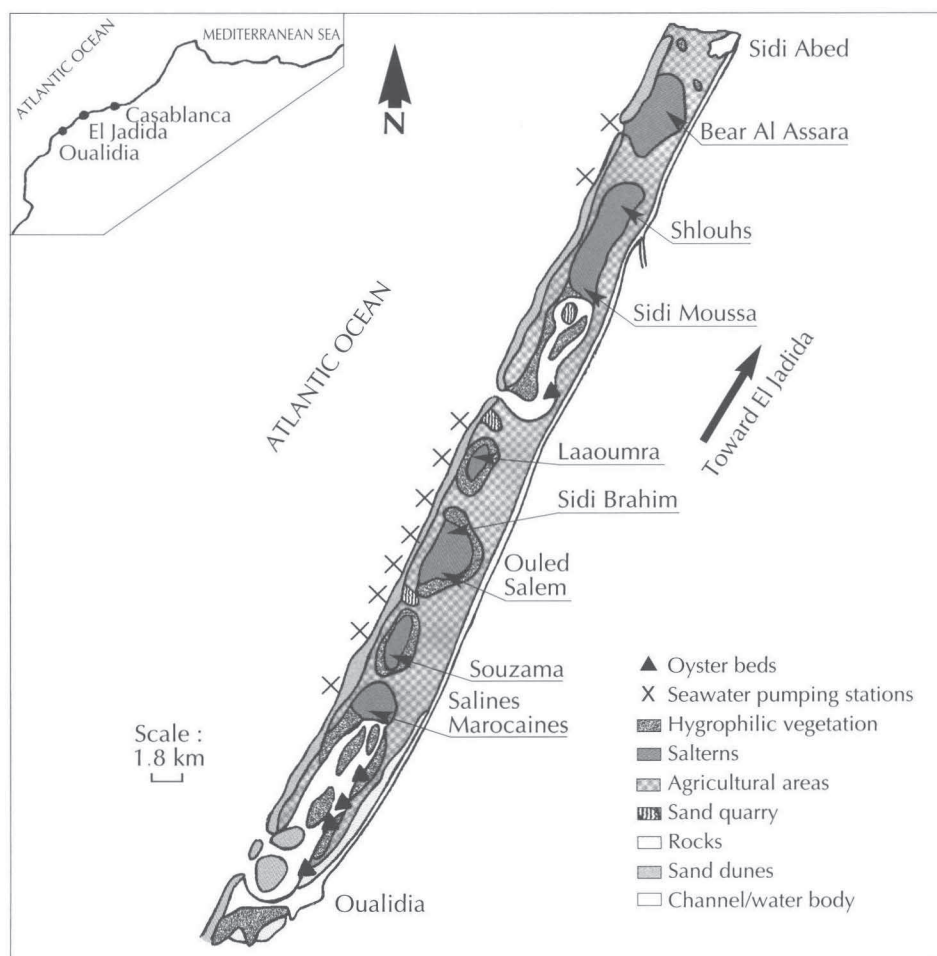 MEDITERRANEAN SEA
ATLANTIC OCEAN
Casablanca
El Jadida
Oualidia
N
Sidi Abed
Bear Al Assara
Shlouhs
Sidi Moussa
ATLANTIC OCEAN
Toward El Jadida
Laaoumra
Sidi Brahim
Ouled
Salem
Souzama
Salines
Marocaines
Scale :
1.8 km
Oualidia
Oyster beds
Seawater pumping stations
Hygrophilic vegetation
Salterns
Agricultural areas
Sand quarry
Rocks
Sand dunes
Channel/water body